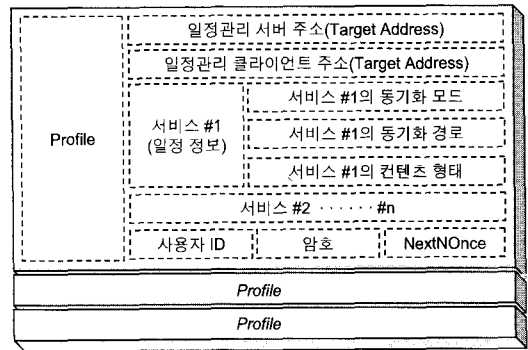 일정관리 서버 주소(Target Address)
일정관리 클라이언트 주소(Target Address)
Profile
서비스 #1
(일정 정보)
서비스 #1의 동기화 모드
서비스 #1의 동기화 경로
서비스 #1의 컨텐츠 형태
서비스 #2 ······ #n
사용자 ID
암호
NextNOnce
Profile
Profile